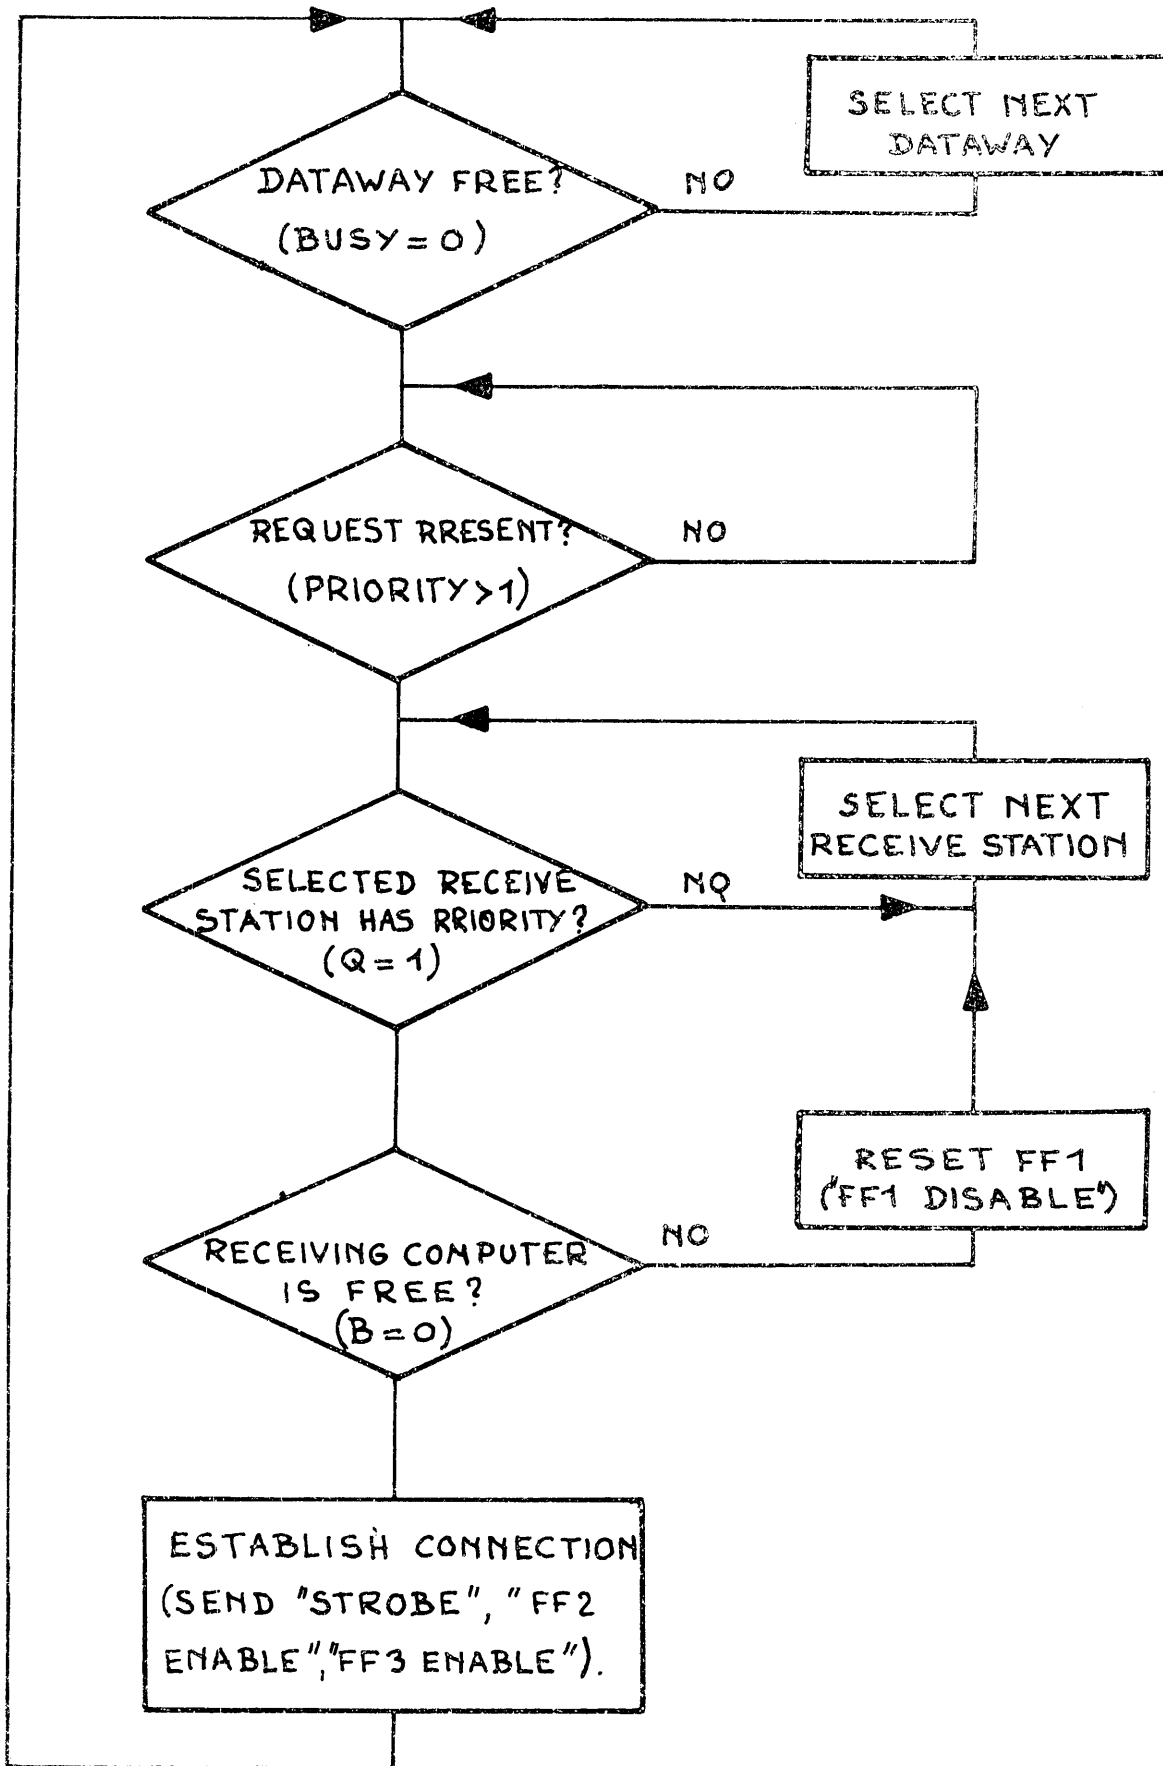 SELECT NEXT
DATAWAY
DATAWAY FREE?
(BUSY = 0)
NO
REQUEST RRESENT?
(PRIORITY > 1)
NO
SELECT NEXT
RECEIVE STATION
SELECTED RECEIVE
STATION HAS RRIORITY?
(Q = 1)
NO
RESET FF1
("FF1 DISABLE")
RECEIVING COMPUTER
IS FREE?
(B = 0)
NO
ESTABLISH CONNECTION
(SEND "STROBE", "FF2
ENABLE", "FF3 ENABLE").